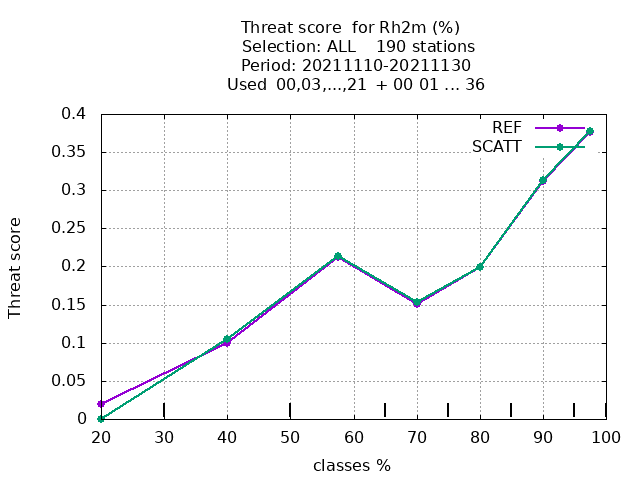 Threat score  for Rh2m (%)
Selection: ALL    190 stations
Period: 20211110-20211130
Used  00,03,...,21  + 00 01 ... 36
0.4
0.35
0.3
0.25
0.2
0.15
0.1
0.05
0
Threat score
REF
SCATT
20 30 40 50 60 70 80 90 100
classes %